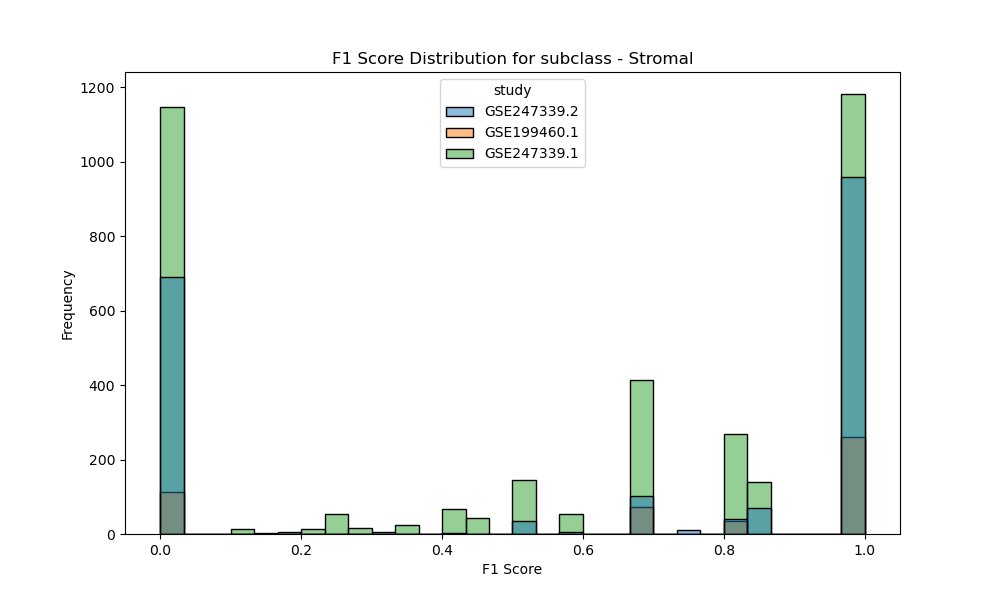 F1 Score Distribution for subclass - Stromal
study
GSE247339.2
GSE199460.1
GSE247339.1
Frequency
1200
1000
800
600
400
200
0
0.0 0.2 0.4 0.6 0.8 1.0
F1 Score